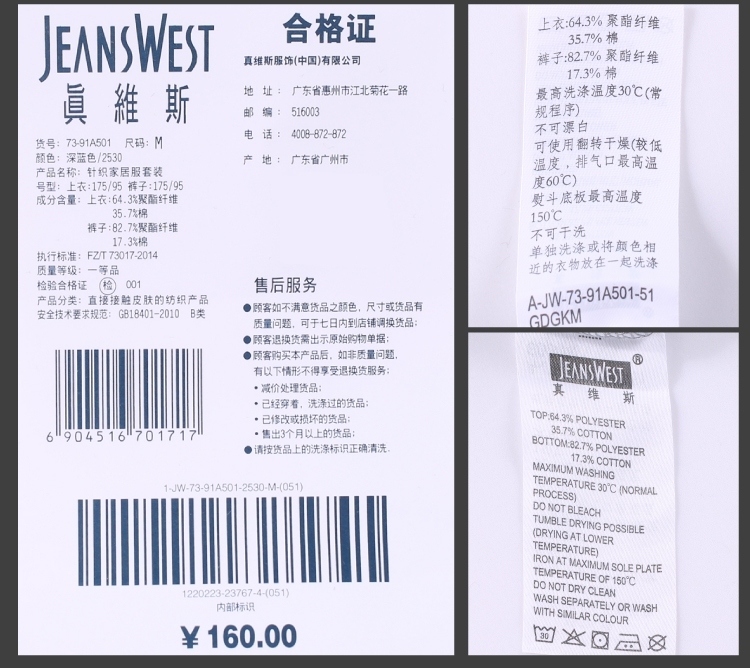 JEANSWEST
眞維斯
货号: 73-91A501 尺码: M
颜色: 深蓝色/2530
产品名称: 针织家居服套装
号型: 上衣:175/95 裤子:175/95
成分含量: 上衣:64.3%聚酯纤维
35.7%棉
裤子:82.7%聚酯纤维
17.3%棉
执行标准: FZ/T 73017-2014
质量等级: 一等品
检验合格证 检 001
产品分类: 直接接触皮肤的纺织产品
安全技术要求规范: GB18401-2010 B类
6 904516 701717
合格证
真维斯服饰(中国)有限公司
地 址: 广东省惠州市江北菊花一路
邮 编: 516003
电 话: 4008-872-872
产 地: 广东省广州市
售后服务
●顾客如不满意货品之颜色，尺寸或货品有
质量问题，可于七日内到店铺调换货品;
●顾客退换货需出示原始购物单据;
●顾客购买本产品后，如非质量问题，
有以下情形不得享受退换货服务;
•减价处理货品;
•已经穿着、洗涤过的货品;
•已修改或损坏的货品;
•售出3个月以上的货品;
●请按货品上的洗涤标识正确清洗.
1-JW-73-91A501-2530-M-(051)
1220223-23767-4-(051)
内部标识
¥160.00
上衣:64.3% 聚酯纤维
35.7% 棉
裤子:82.7% 聚酯纤维
17.3% 棉
最高洗涤温度30℃(常
规程序)
不可漂白
可使用翻转干燥(较低
温度，排气口最高温
度60℃)
熨斗底板最高温度
150℃
不可干洗
单独洗涤或将颜色相
近的衣物放在一起洗涤
A-JW-73-91A501-51
GDGKM
JEANSWEST®
真维斯
TOP:64.3% POLYESTER
35.7% COTTON
BOTTOM:82.7% POLYESTER
17.3% COTTON
MAXIMUM WASHING
TEMPERATURE 30℃ (NORMAL
PROCESS)
DO NOT BLEACH
TUMBLE DRYING POSSIBLE
(DRYING AT LOWER
TEMPERATURE)
IRON AT MAXIMUM SOLE PLATE
TEMPERATURE OF 150℃
DO NOT DRY CLEAN
WASH SEPARATELY OR WASH
WITH SIMILAR COLOUR
30